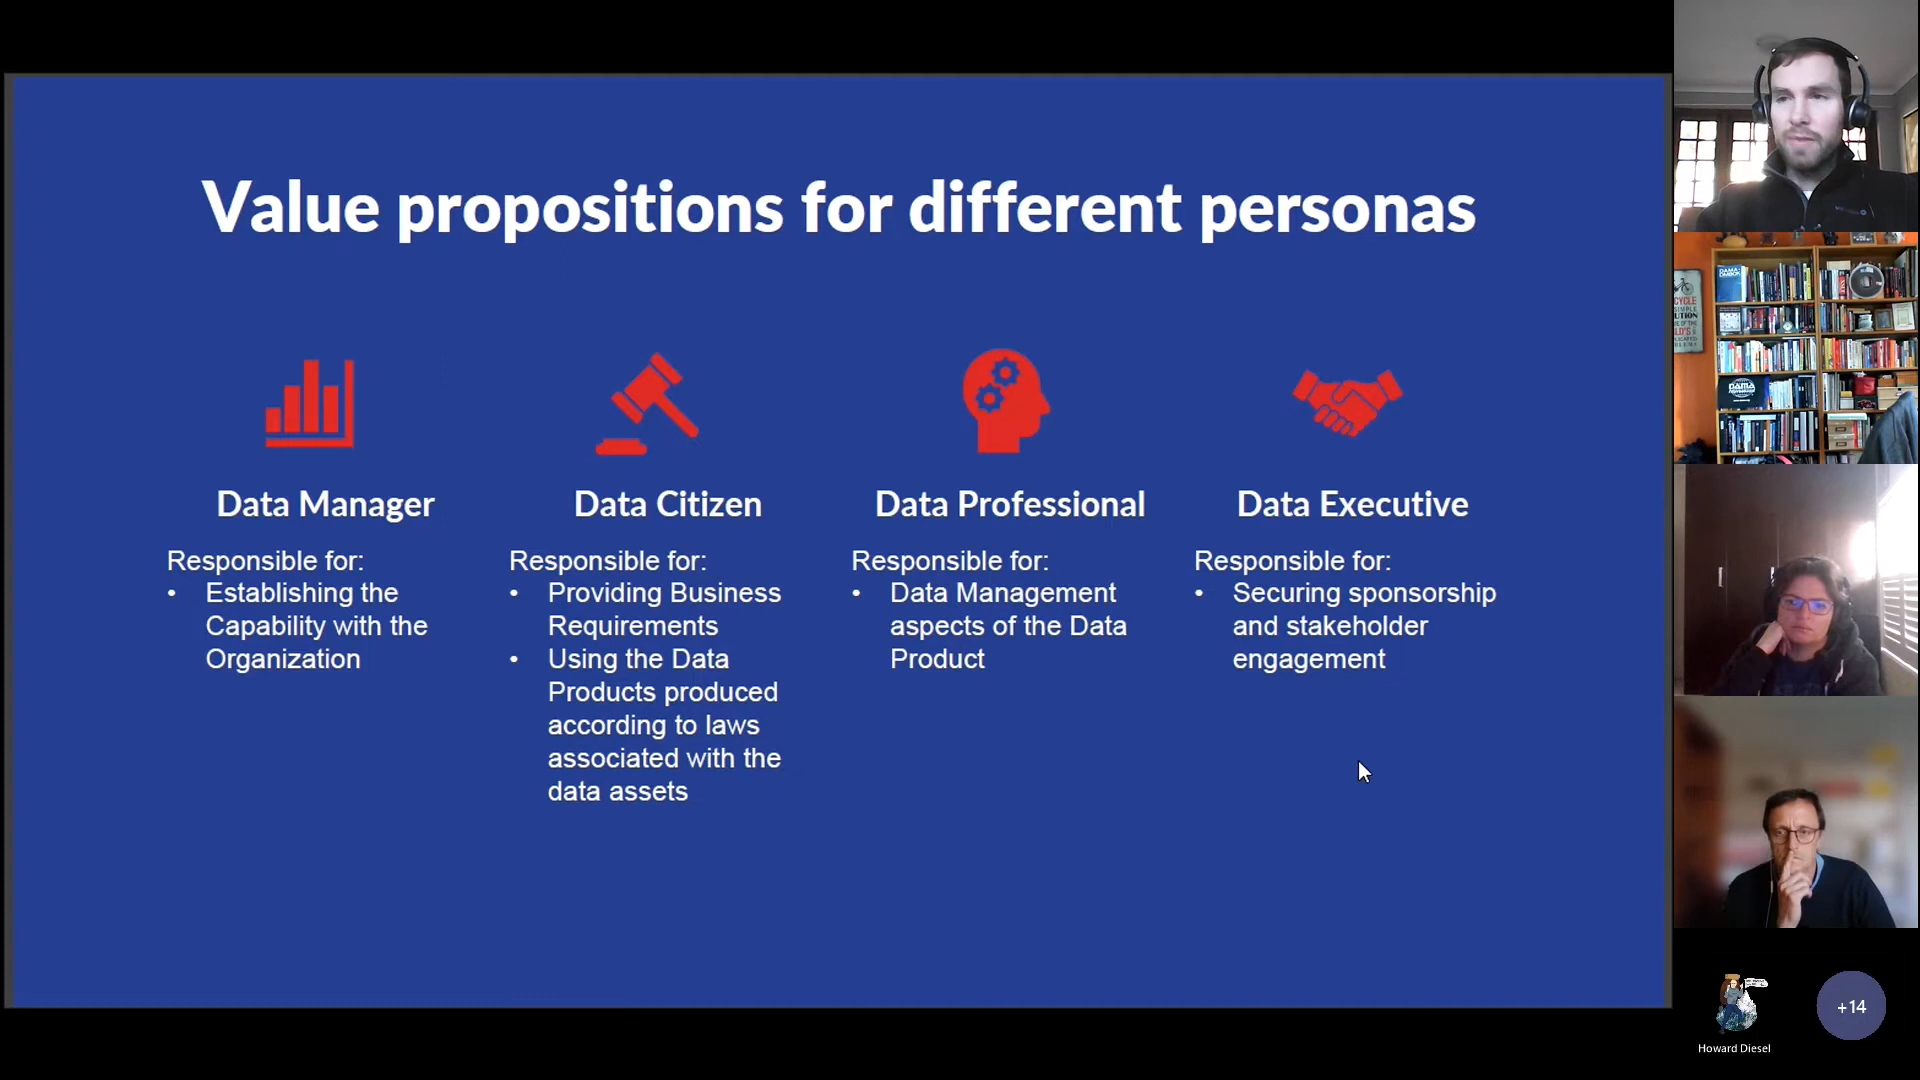 Value propositions for different personas
Data Manager
Responsible for:
• Establishing the
Capability with the
Organization
Data Citizen
Responsible for:
• Providing Business
Requirements
• Using the Data
Products produced
according to laws
associated with the
data assets
Data Professional
Responsible for:
• Data Management
aspects of the Data
Product
Data Executive
Responsible for:
• Securing sponsorship
and stakeholder
engagement
DAMA
CYCLE
DAMA
Howard Diesel
+14